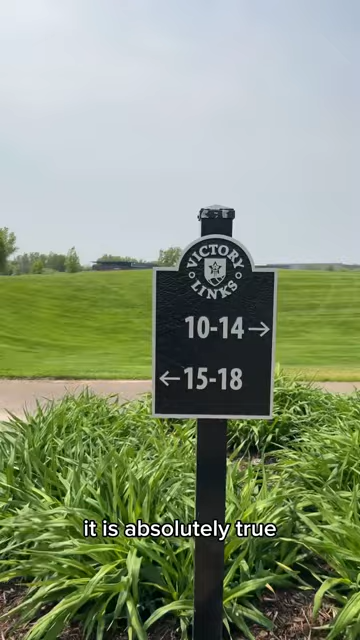 VICTORY
LINKS
10-14→
←15-18
it is absolutely true